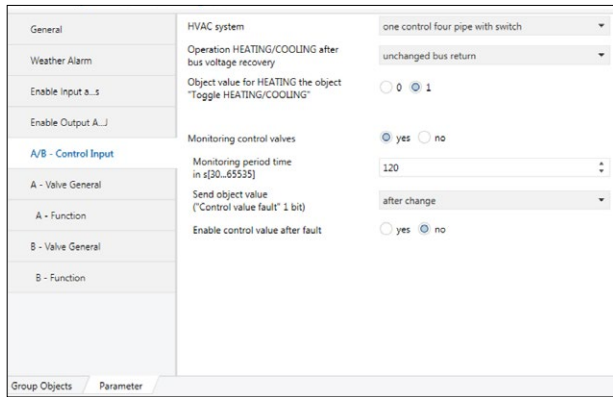 General
Weather Alarm
Enable Input a...s
Enable Output A...J
A/B - Control Input
A - Valve General
A - Function
B - Valve General
B - Function
HVAC system
one control four pipe with switch
Operation HEATING/COOLING after
bus voltage recovery
unchanged bus return
Object value for HEATING the object
"Toggle HEATING/COOLING"
0 1
Monitoring control valves
yes no
Monitoring period time
in s[30...65535]
120
Send object value
("Control value fault" 1 bit)
after change
Enable control value after fault
yes no
Group Objects Parameter